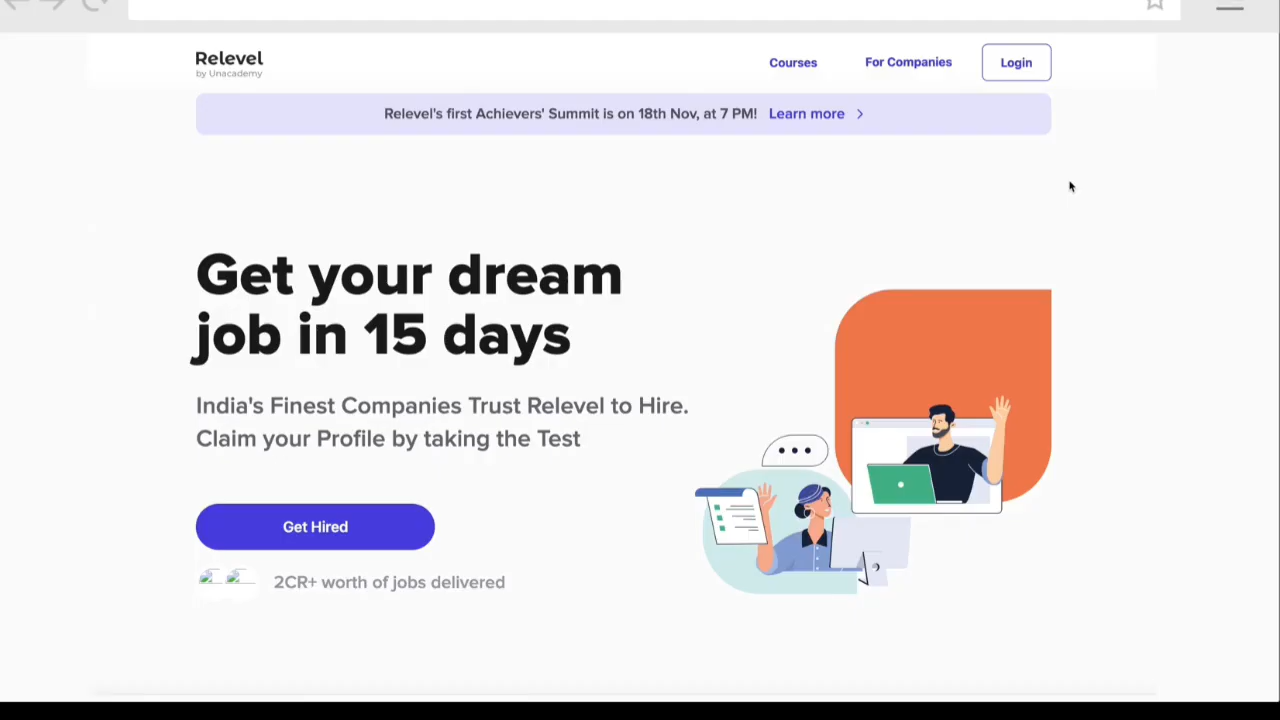 Relevel
by Unacademy
Courses
For Companies
Login
Relevel's first Achievers' Summit is on 18th Nov, at 7 PM! Learn more
Get your dream
job in 15 days
India's Finest Companies Trust Relevel to Hire.
Claim your Profile by taking the Test
Get Hired
2CR+ worth of jobs delivered